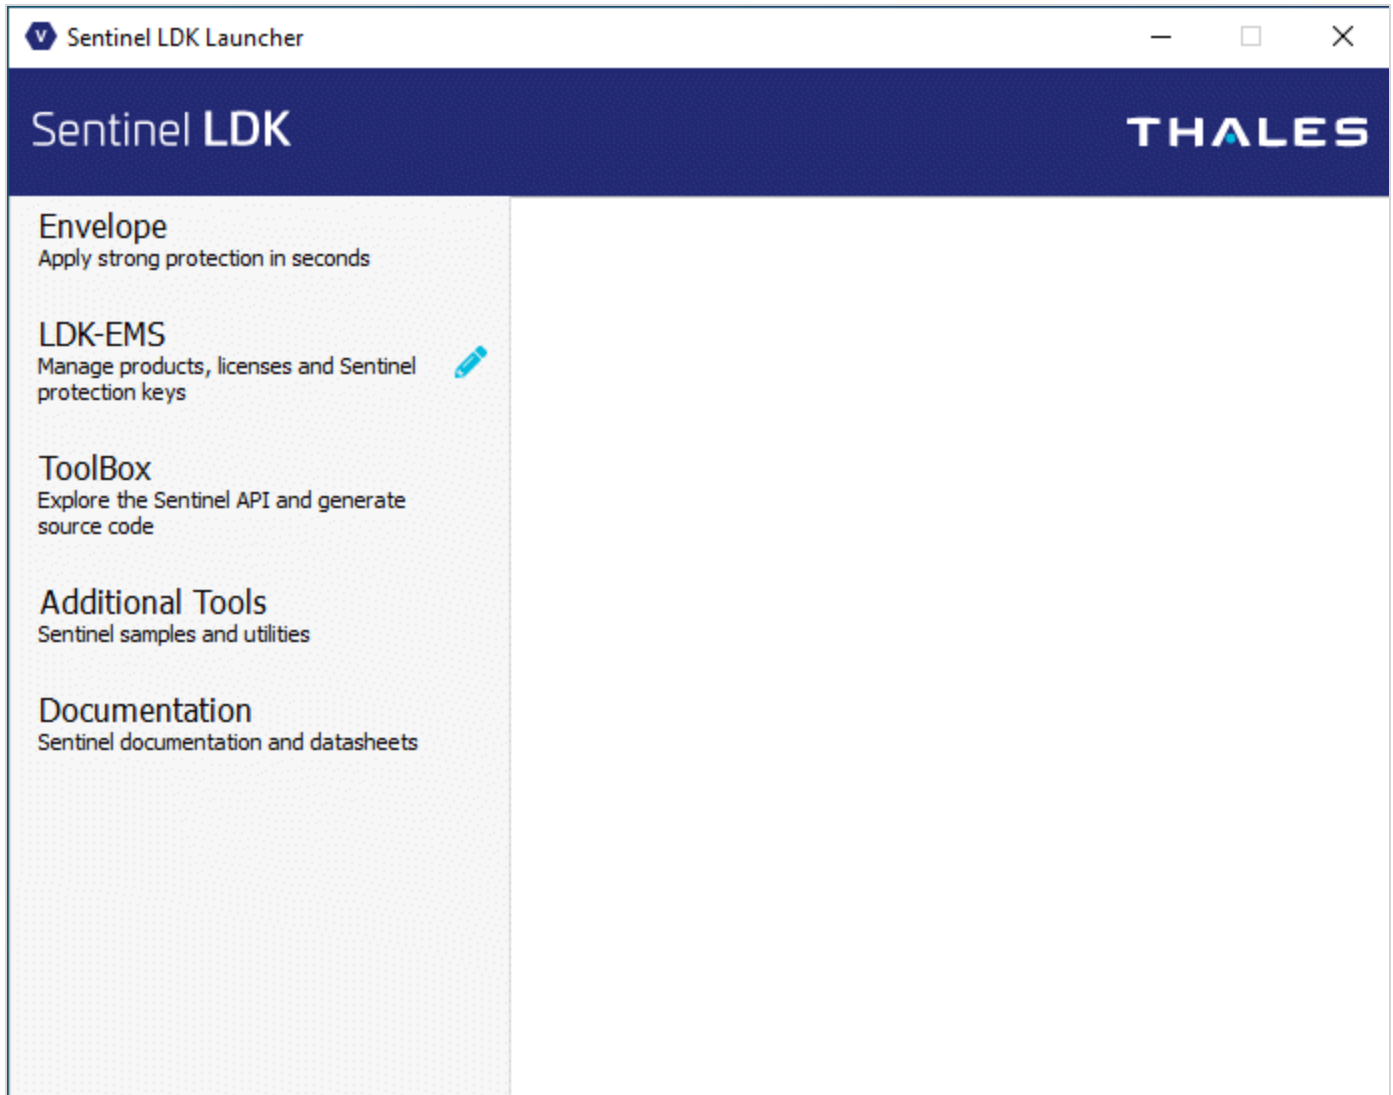 V
Sentinel LDK Launcher
Sentinel LDK
THALES
Envelope
Apply strong protection in seconds
LDK-EMS
Manage products, licenses and Sentinel
protection keys
ToolBox
Explore the Sentinel API and generate
source code
Additional Tools
Sentinel samples and utilities
Documentation
Sentinel documentation and datasheets